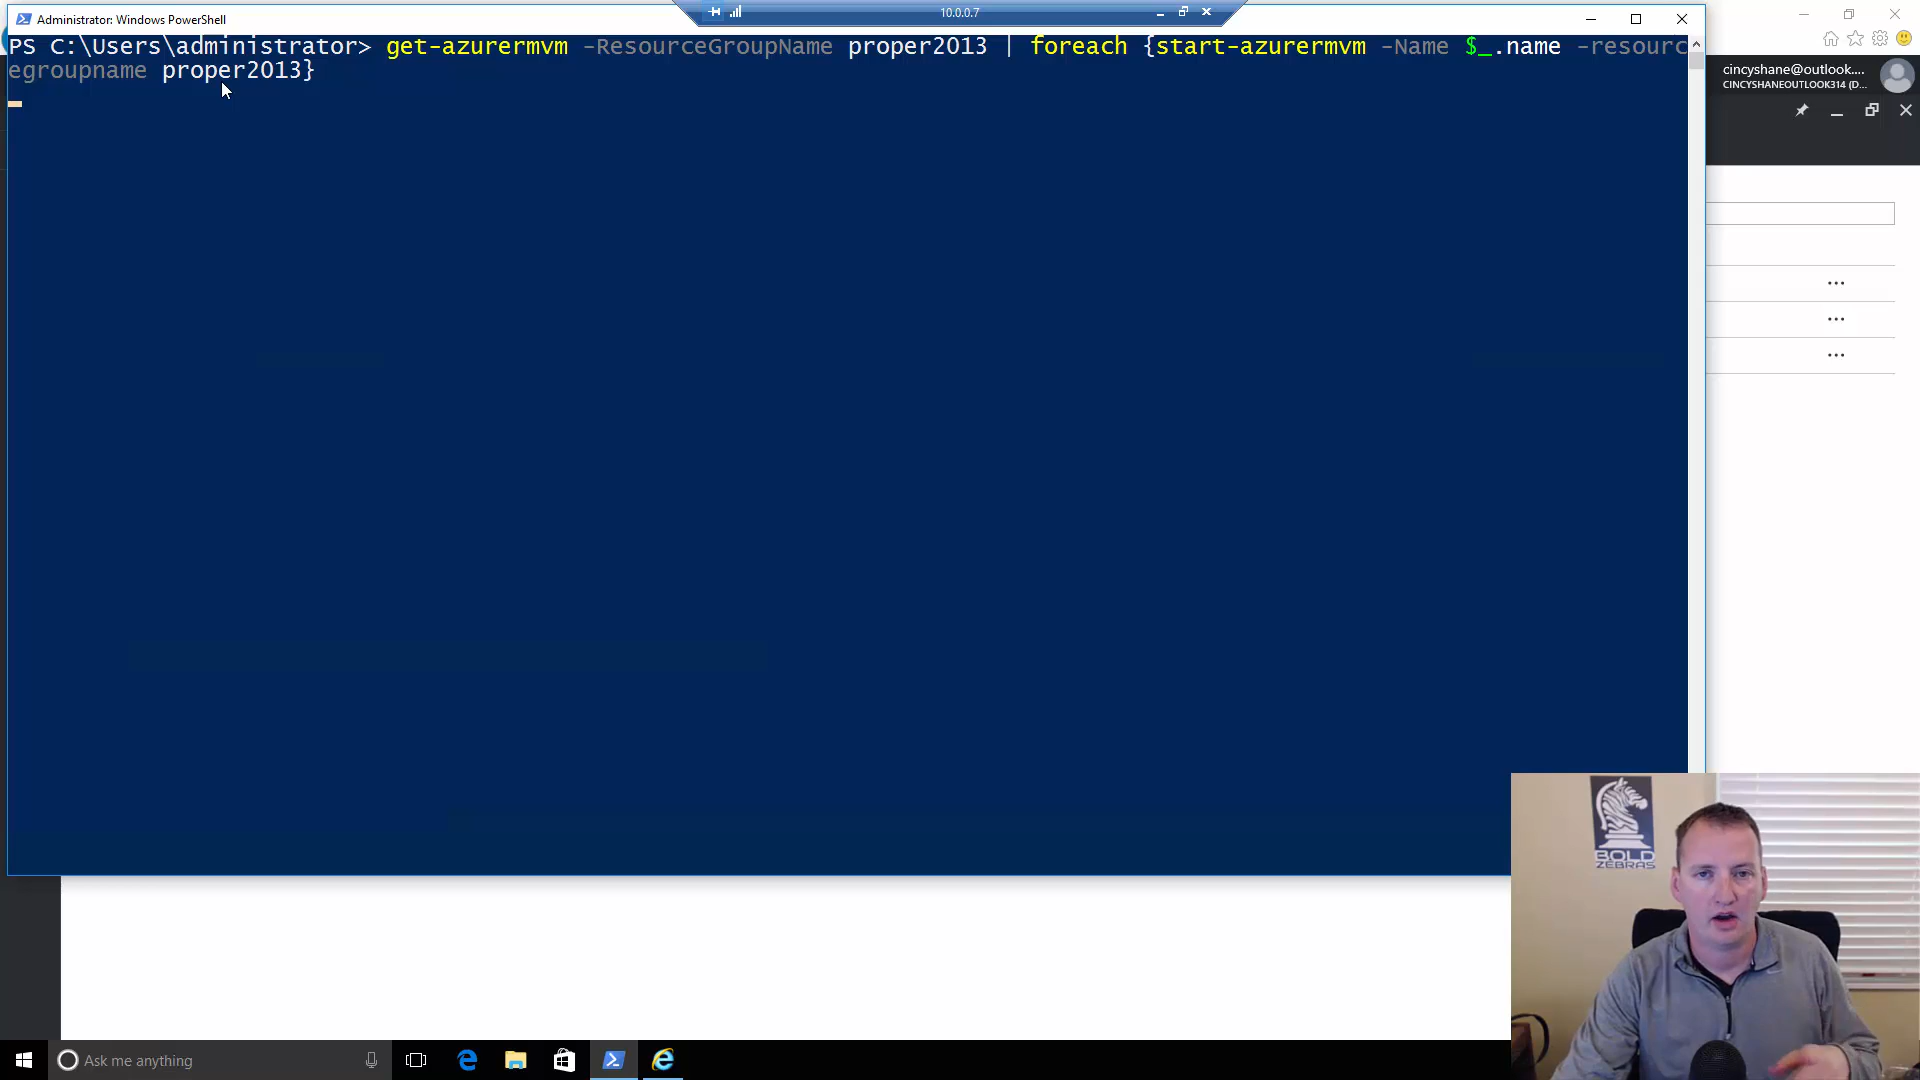 Administrator: Windows PowerShell
10.0.0.7
PS C:\Users\administrator> get-azurermvm -ResourceGroupName proper2013 | foreach {start-azurermvm -Name $_.name -resourc
egroupname proper2013}
cincyshane@outlook....
CINCYSHANEOUTLOOK314 (D...
BOLD
ZEBRAS
Ask me anything